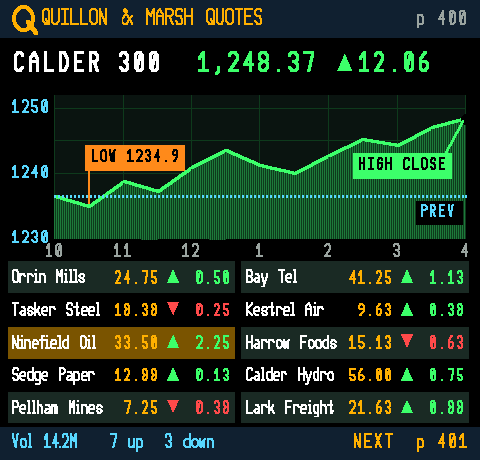 QUILLON & MARSH QUOTES p 400
CALDER 300 1,248.37 ▲12.06
1250
LOW 1234.9
HIGH CLOSE
1240
PREV
1230
10 11 12 1 2 3 4
Orrin Mills 24.75 ▲ 0.50 Bay Tel 41.25 ▲ 1.13
Tasker Steel 18.38 ▼ 0.25 Kestrel Air 9.63 ▲ 0.38
Ninefield Oil 33.50 ▲ 2.25 Harrow Foods 15.13 ▼ 0.63
Sedge Paper 12.88 ▲ 0.13 Calder Hydro 56.00 ▲ 0.75
Pellham Mines 7.25 ▼ 0.38 Lark Freight 21.63 ▲ 0.88
Vol 14.2M 7 up 3 down NEXT p 401